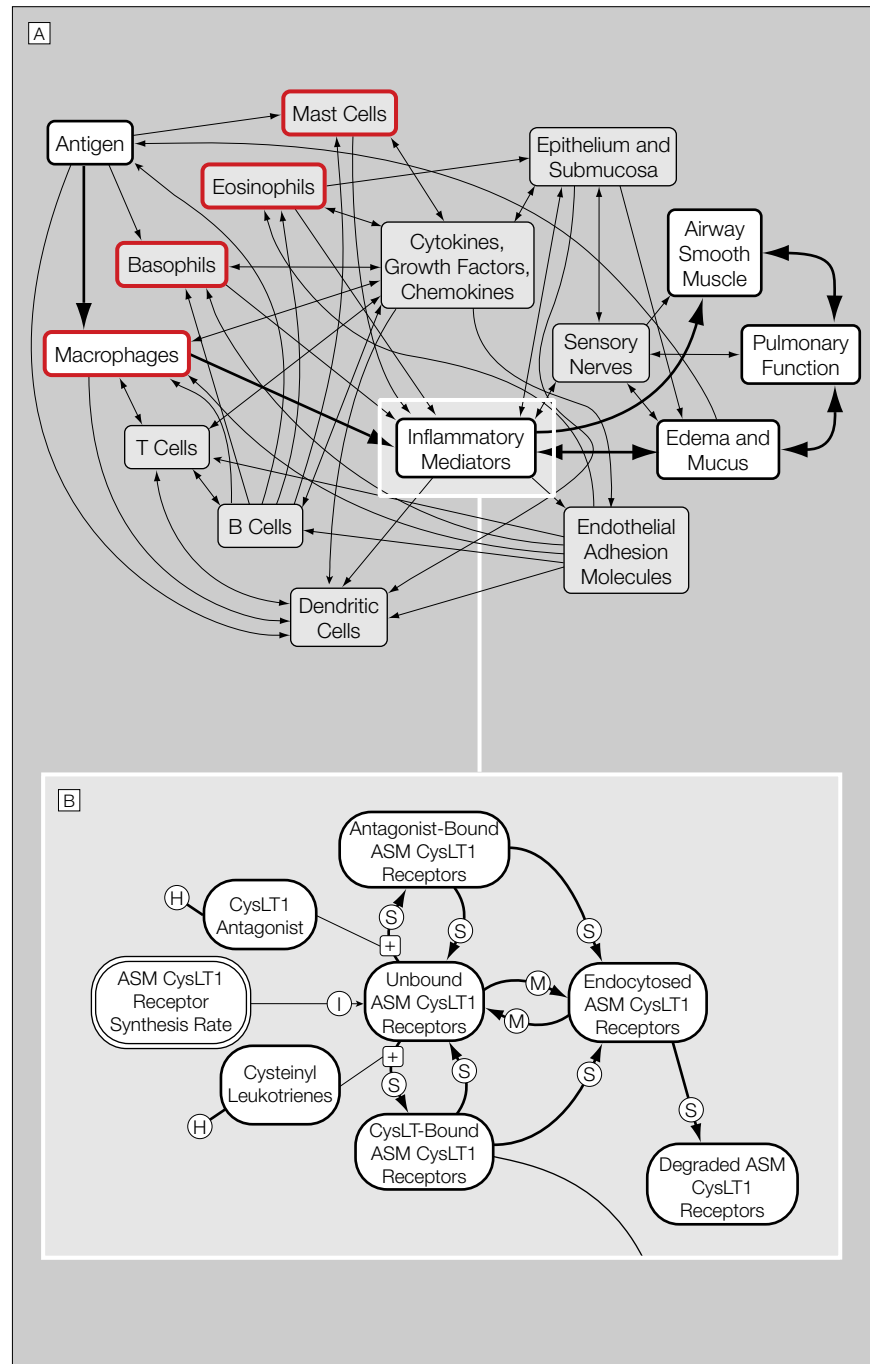 A
Mast Cells
Antigen
Epithelium and
Submucosa
Eosinophils
Airway
Smooth
Muscle
Cytokines,
Growth Factors,
Chemokines
Basophils
Macrophages
Sensory
Nerves
Pulmonary
Function
T Cells
Inflammatory
Mediators
Edema and
Mucus
B Cells
Endothelial
Adhesion
Molecules
Dendritic
Cells
B
Antagonist-Bound
ASM CysLT1
Receptors
H
CysLT1
Antagonist
S
S
S
+
ASM CysLT1
Receptor
Synthesis Rate
I
Unbound
ASM CysLT1
Receptors
M
M
Endocytosed
ASM CysLT1
Receptors
+
Cysteinyl
Leukotrienes
H
S
S
S
S
CysLT-Bound
ASM CysLT1
Receptors
Degraded ASM
CysLT1
Receptors